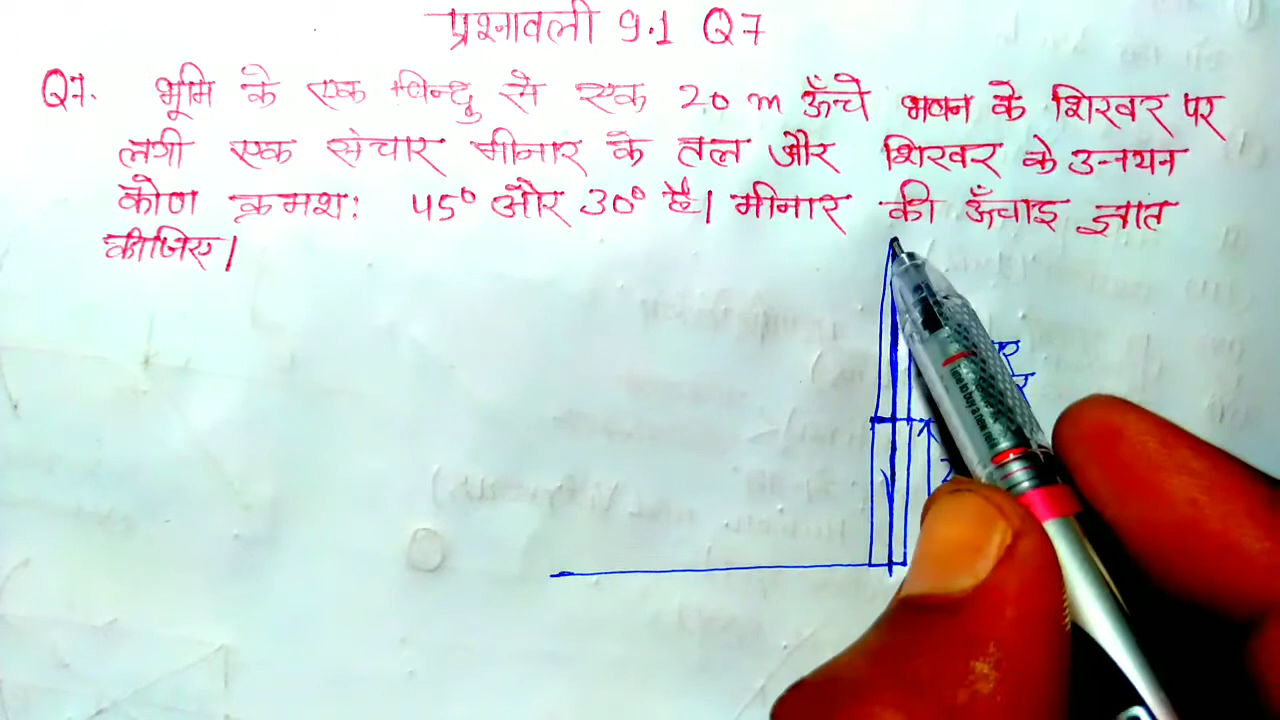 प्रश्नावली 9.1 Q7
Q7. भूमि के एक बिन्दु से एक 20 m ऊँचे भवन के शिखर पर
लगी एक संचार मीनार के तल और शिखर के उन्नयन
कोण क्रमशः 45° और 30° है। मीनार की ऊँचाइ ज्ञात
कीजिए।